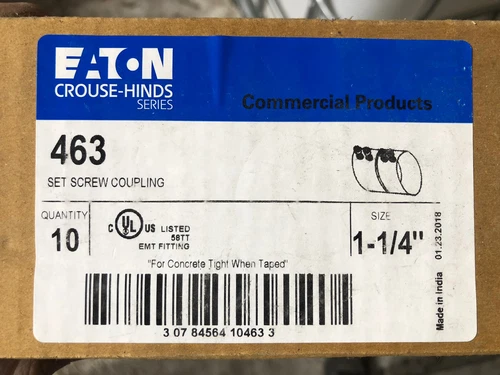 EATON
CROUSE-HINDS
SERIES
Commercial Products
463
SET SCREW COUPLING
QUANTITY
10
C UL US LISTED
56TT
EMT FITTING
SIZE
1-1/4"
"For Concrete Tight When Taped"
3 07 84564 10463 3
Made in India 01.23.2018